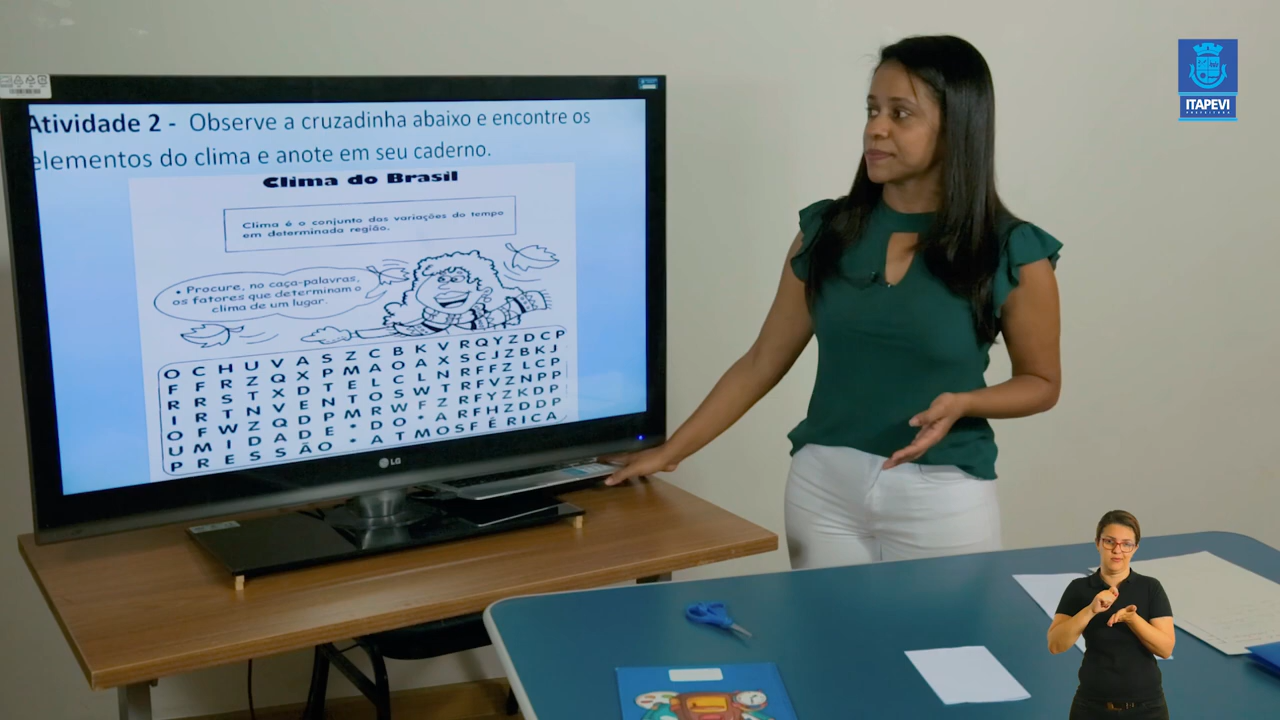 Atividade 2 - Observe a cruzadinha abaixo e encontre os
elementos do clima e anote em seu caderno.
Clima do Brasil
Clima é o conjunto das variações do tempo
em determinada região.
• Procure, no caça-palavras,
os fatores que determinam o
clima de um lugar.
O C H U V A S Z C B K V R Q Y Z D C P
F F R Z Q X P M A O A X S C J Z B K J
R R S T X D T E L C L N R F F Z L C P
I R T N V E N T O S W T R F V Z N P P
O F W Z Q D P M R W F Z R F Y Z K D P
U M I D A D E • D O • A R F H Z D D P
P R E S S Ã O • A T M O S F É R I C A
LG
ITAPEVI
PREFEITURA